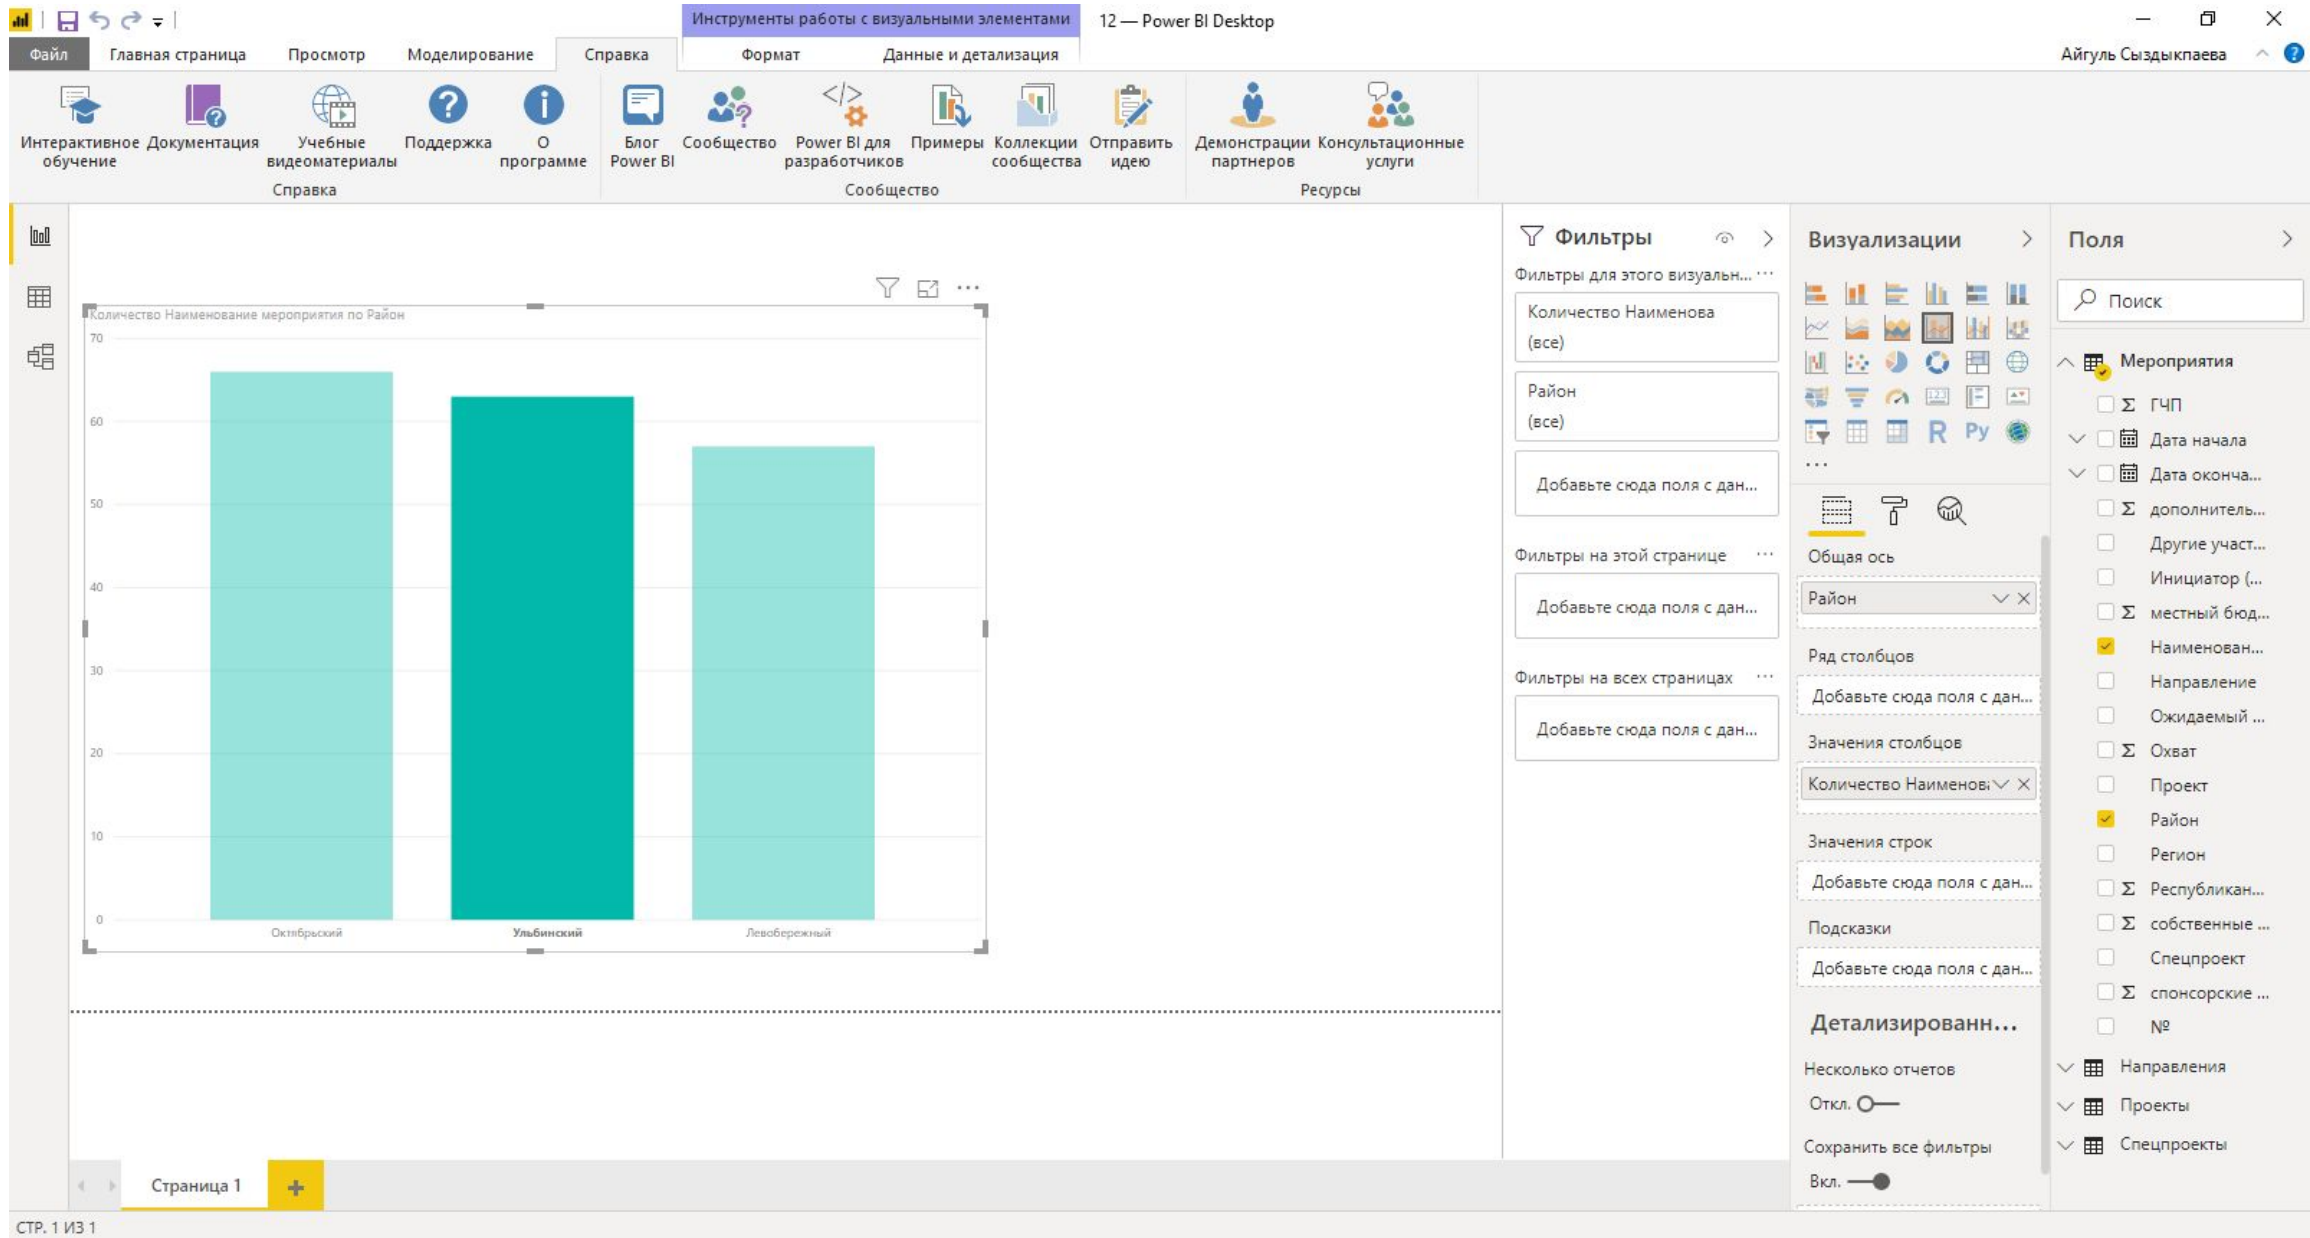 Инструменты работы с визуальными элементами
12 — Power BI Desktop
Файл
Главная страница
Просмотр
Моделирование
Справка
Формат
Данные и детализация
Айгуль Сыздыкпаева
Интерактивное
обучение
Документация
Учебные
видеоматериалы
Поддержка
О
программе
Блог
Power BI
Сообщество
Power BI для
разработчиков
Примеры
Коллекции
сообщества
Отправить
идею
Демонстрации
партнеров
Консультационные
услуги
Справка
Сообщество
Ресурсы
Количество Наименование мероприятия по Район
70
60
50
40
30
20
10
0
Октябрьский
Ульбинский
Левобережный
Фильтры
Фильтры для этого визуальн... ...
Количество Наименова
(все)
Район
(все)
Добавьте сюда поля с дан...
Фильтры на этой странице ...
Добавьте сюда поля с дан...
Фильтры на всех страницах ...
Добавьте сюда поля с дан...
Визуализации
123
R
Py
...
Общая ось
Район
Ряд столбцов
Добавьте сюда поля с дан...
Значения столбцов
Количество Наименов
Значения строк
Добавьте сюда поля с дан...
Подсказки
Добавьте сюда поля с дан...
Детализированн...
Несколько отчетов
Откл.
Сохранить все фильтры
Вкл.
Поля
Поиск
Мероприятия
Σ ГЧП
Дата начала
Дата оконча...
Σ дополнитель...
Другие участ...
Инициатор (...
Σ местный бюд...
Наименован...
Направление
Ожидаемый ...
Σ Охват
Проект
Район
Регион
Σ Республикан...
Σ собственные ...
Спецпроект
Σ спонсорские ...
№
Направления
Проекты
Спецпроекты
Страница 1
СТР. 1 ИЗ 1